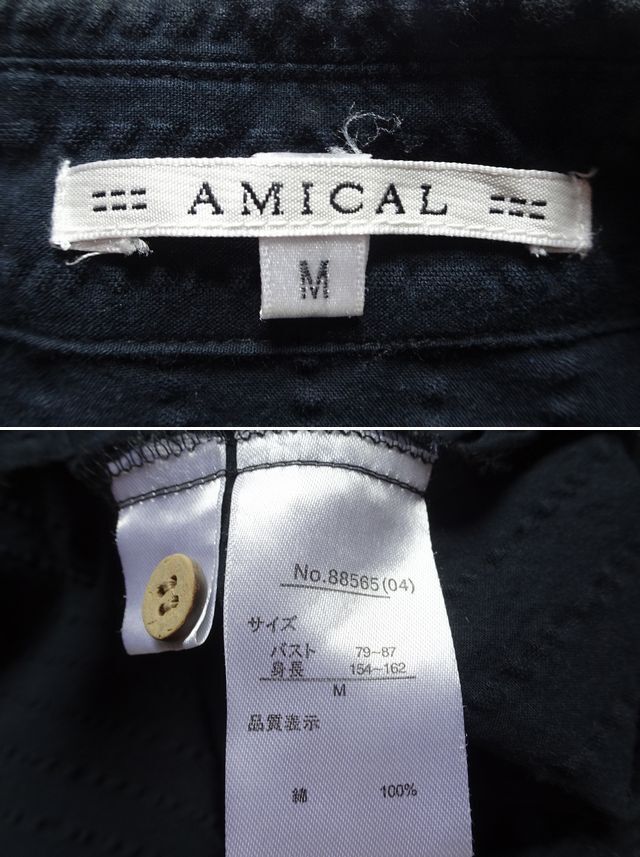 AMICAL
M
No.88565(04)
サイズ
バスト 79~87
身長 154~162
M
品質表示
綿 100%